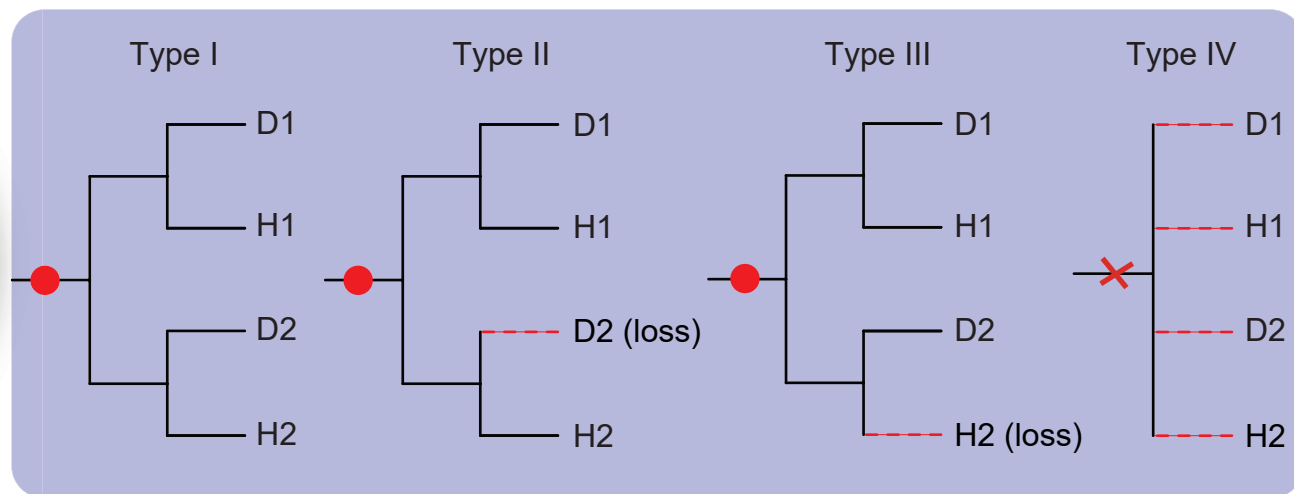 Type I
Type II
Type III
Type IV
D1
H1
D2
H2
D1
H1
D2 (loss)
H2
D1
H1
D2
H2 (loss)
D1
H1
D2
H2